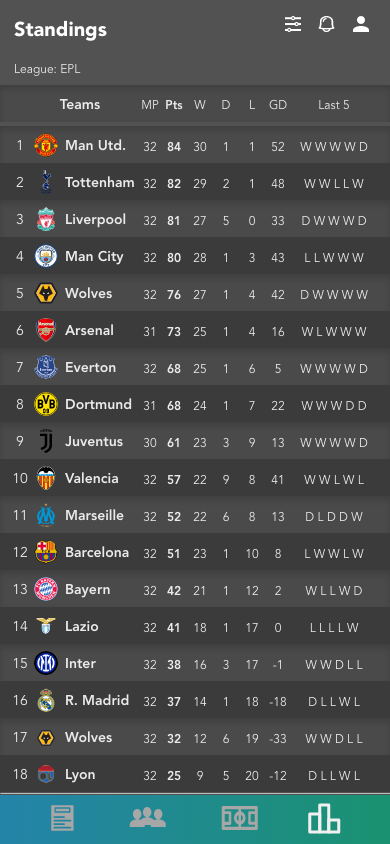 Standings
League: EPL
Teams MP Pts W D L GD Last 5
1 Man Utd. 32 84 30 1 1 52 W W W W D
2 Tottenham 32 82 29 2 1 48 W W L L W
3 Liverpool 32 81 27 5 0 33 D W W W D
4 Man City 32 80 28 1 3 43 L L W W W
5 Wolves 32 76 27 1 4 42 D W W W W
6 Arsenal 31 73 25 1 4 16 W L W W W
7 Everton 32 68 25 1 6 5 W W W W D
8 Dortmund 31 68 24 1 7 22 W W W D D
9 Juventus 30 61 23 3 9 13 W W W W D
10 Valencia 32 57 22 9 8 41 W W L W L
11 Marseille 32 52 22 6 8 13 D L D D W
12 Barcelona 32 51 23 1 10 8 L W W L W
13 Bayern 32 42 21 1 12 2 W L L W D
14 Lazio 32 41 18 1 17 0 L L L L W
15 Inter 32 38 16 3 17 -1 W W D L L
16 R. Madrid 32 37 14 1 18 -18 D L L W L
17 Wolves 32 32 12 6 19 -33 W W D L L
18 Lyon 32 25 9 5 20 -12 D L L W L